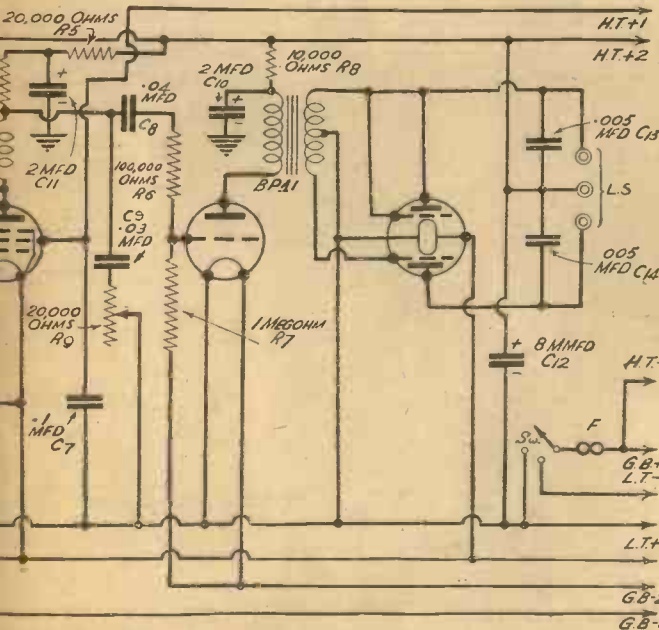 20,000 OHMS
R5
H.T.+1
H.T.+2
2 MFD
C10
10,000
OHMS R8
.04
MFD
C8
.005
MFD C13
2 MFD
C11
100,000
OHMS
R6
BPA1
L.S
C9
.03
MFD
.005
MFD C14
20,000
OHMS
R9
1 MEGOHM
R7
8 MMFD
C12
H.T.-
.1
MFD
C7
Sw.
F
G.B+
L.T-
L.T+
G.B-
G.B-